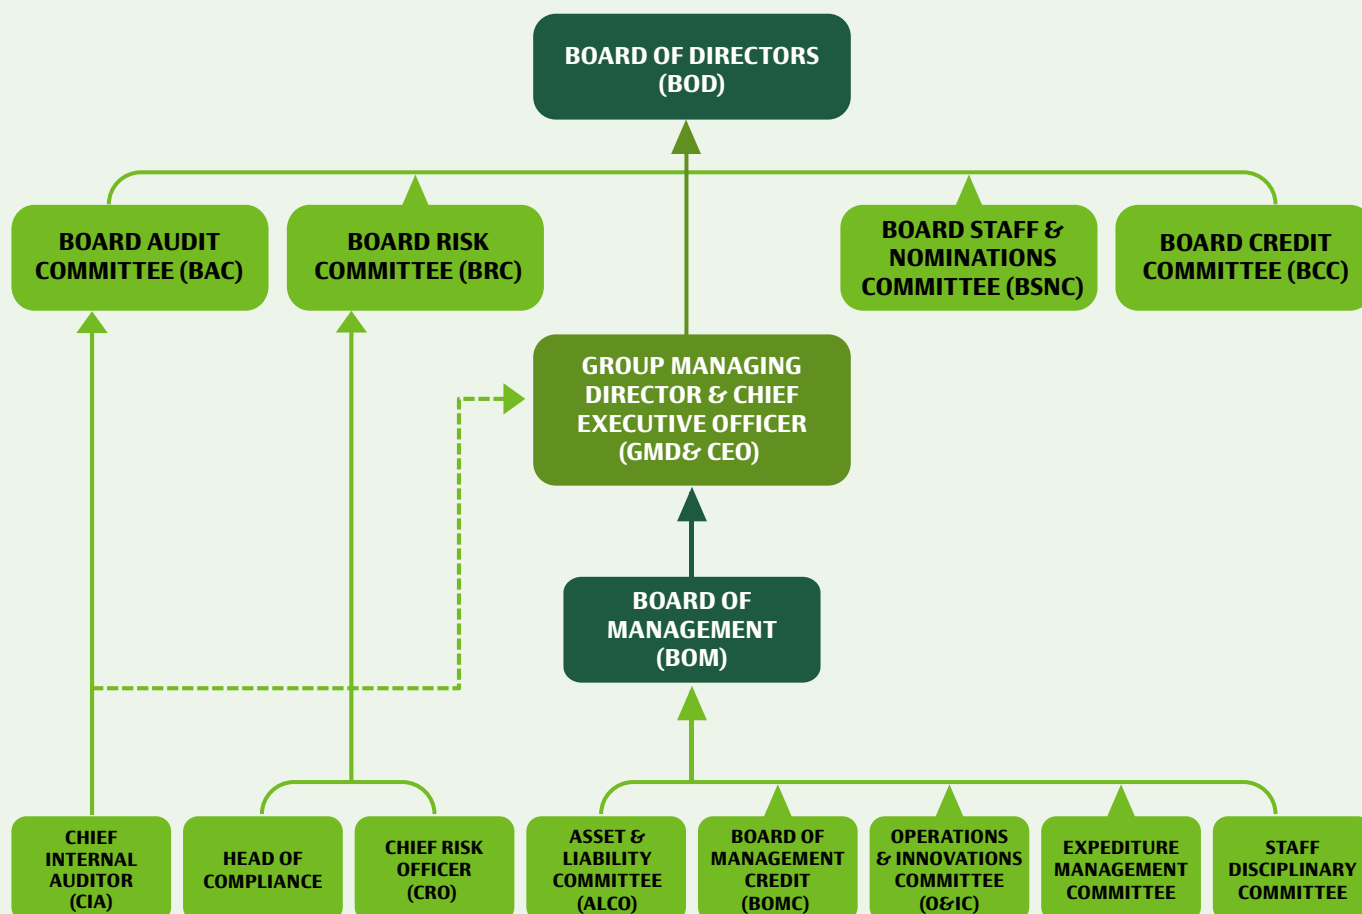 BOARD OF DIRECTORS
(BOD)
BOARD AUDIT
COMMITTEE (BAC)
BOARD RISK
COMMITTEE (BRC)
BOARD STAFF &
NOMINATIONS
COMMITTEE (BSNC)
BOARD CREDIT
COMMITTEE (BCC)
GROUP MANAGING
DIRECTOR & CHIEF
EXECUTIVE OFFICER
(GMD& CEO)
BOARD OF
MANAGEMENT
(BOM)
CHIEF
INTERNAL
AUDITOR
(CIA)
HEAD OF
COMPLIANCE
CHIEF RISK
OFFICER
(CRO)
ASSET &
LIABILITY
COMMITTEE
(ALCO)
BOARD OF
MANAGEMENT
CREDIT
(BOMC)
OPERATIONS
& INNOVATIONS
COMMITTEE
(O&IC)
EXPEDITURE
MANAGEMENT
COMMITTEE
STAFF
DISCIPLINARY
COMMITTEE